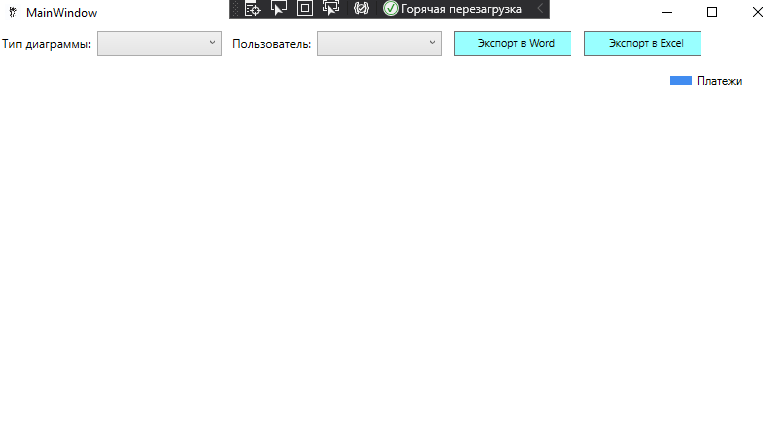 MainWindow
Горячая перезагрузка
Тип диаграммы: Пользователь: Экспорт в Word Экспорт в Excel
Платежи